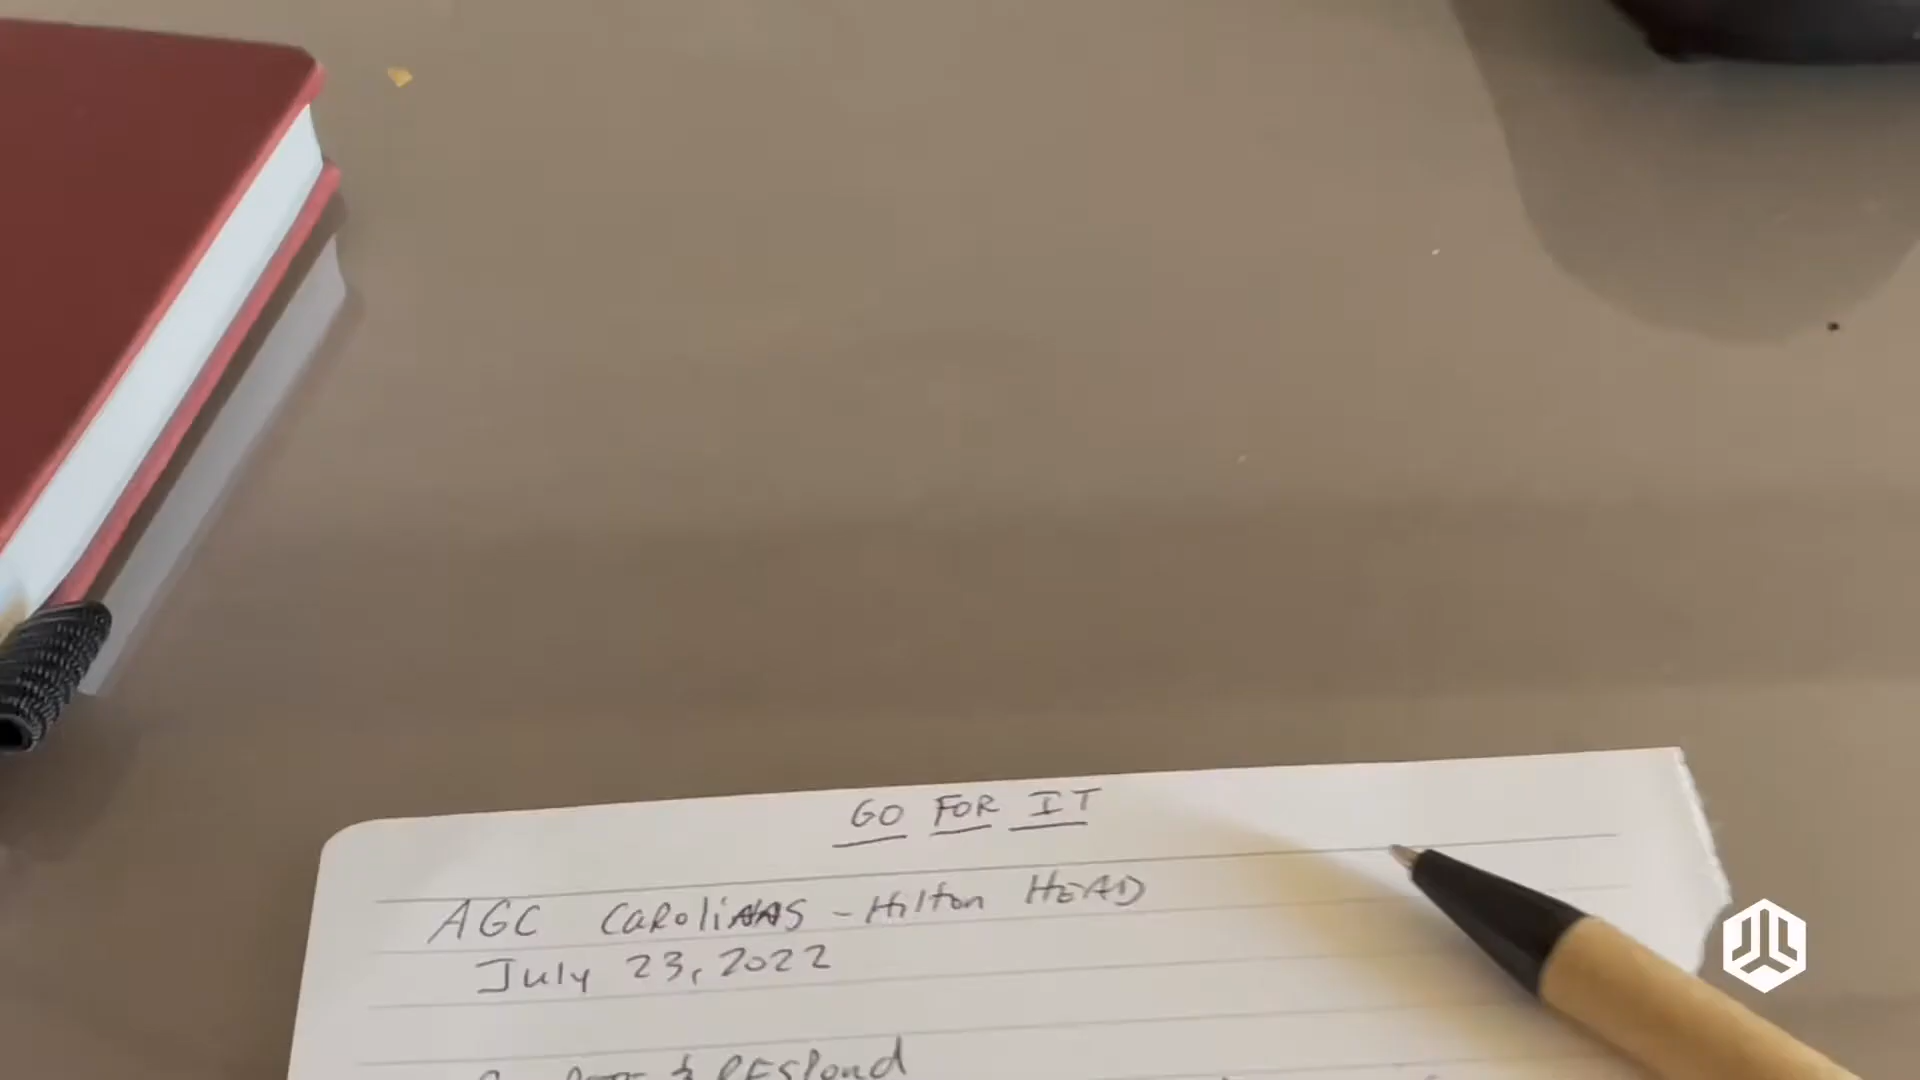 GO FOR IT
AGC CAROLINAS - Hilton HEAD
July 23, 2022
& RESPOND